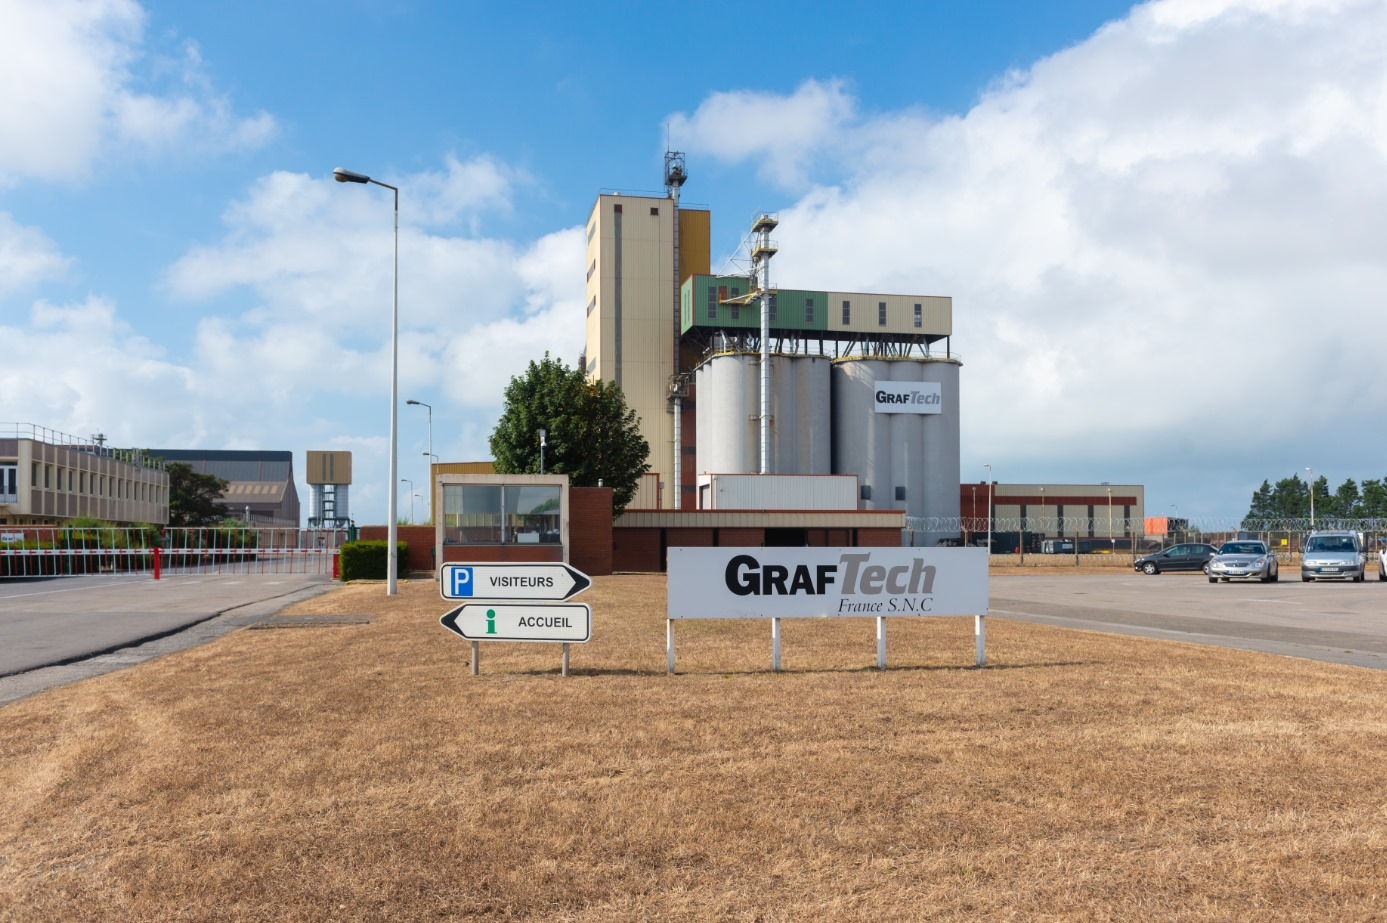 GRAFTech
P VISITEURS
i ACCUEIL
GRAFTech
France S.N.C